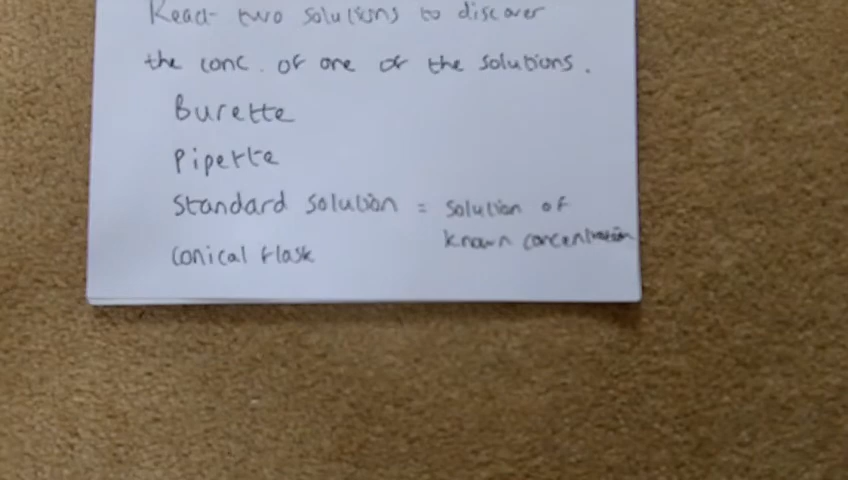 React two solutions to discover
the conc. of one of the solutions.
Burette
Pipette
Standard solution = solution of
known concentration
conical flask